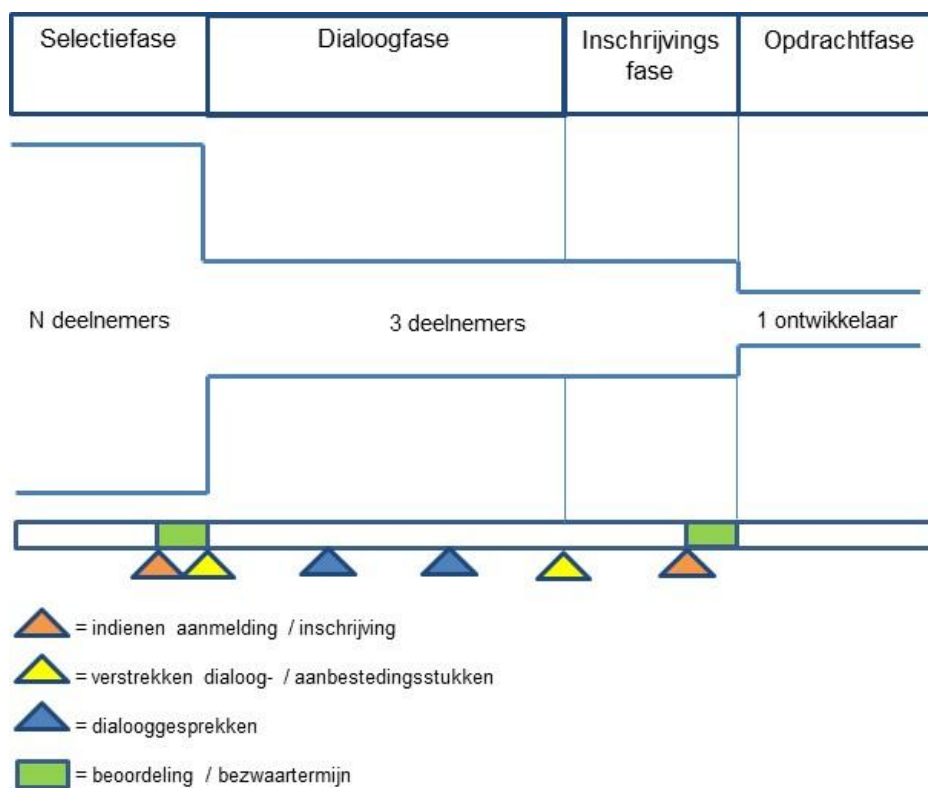 Selectiefase
Dialoogfase
Inschrijvings
fase
Opdrachtfase
N deelnemers
3 deelnemers
1 ontwikkelaar
= indienen aanmelding / inschrijving
= verstrekken dialoog- / aanbestedingsstukken
= dialooggesprekken
= beoordeling / bezwaartermijn